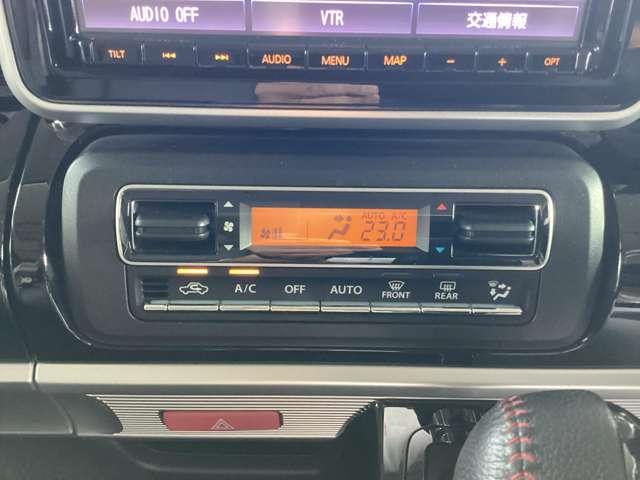 AUDIO OFF VTR 交通情報
TILT AUDIO MENU MAP - + OPT
AUTO A/C
23.0
A/C OFF AUTO FRONT REAR